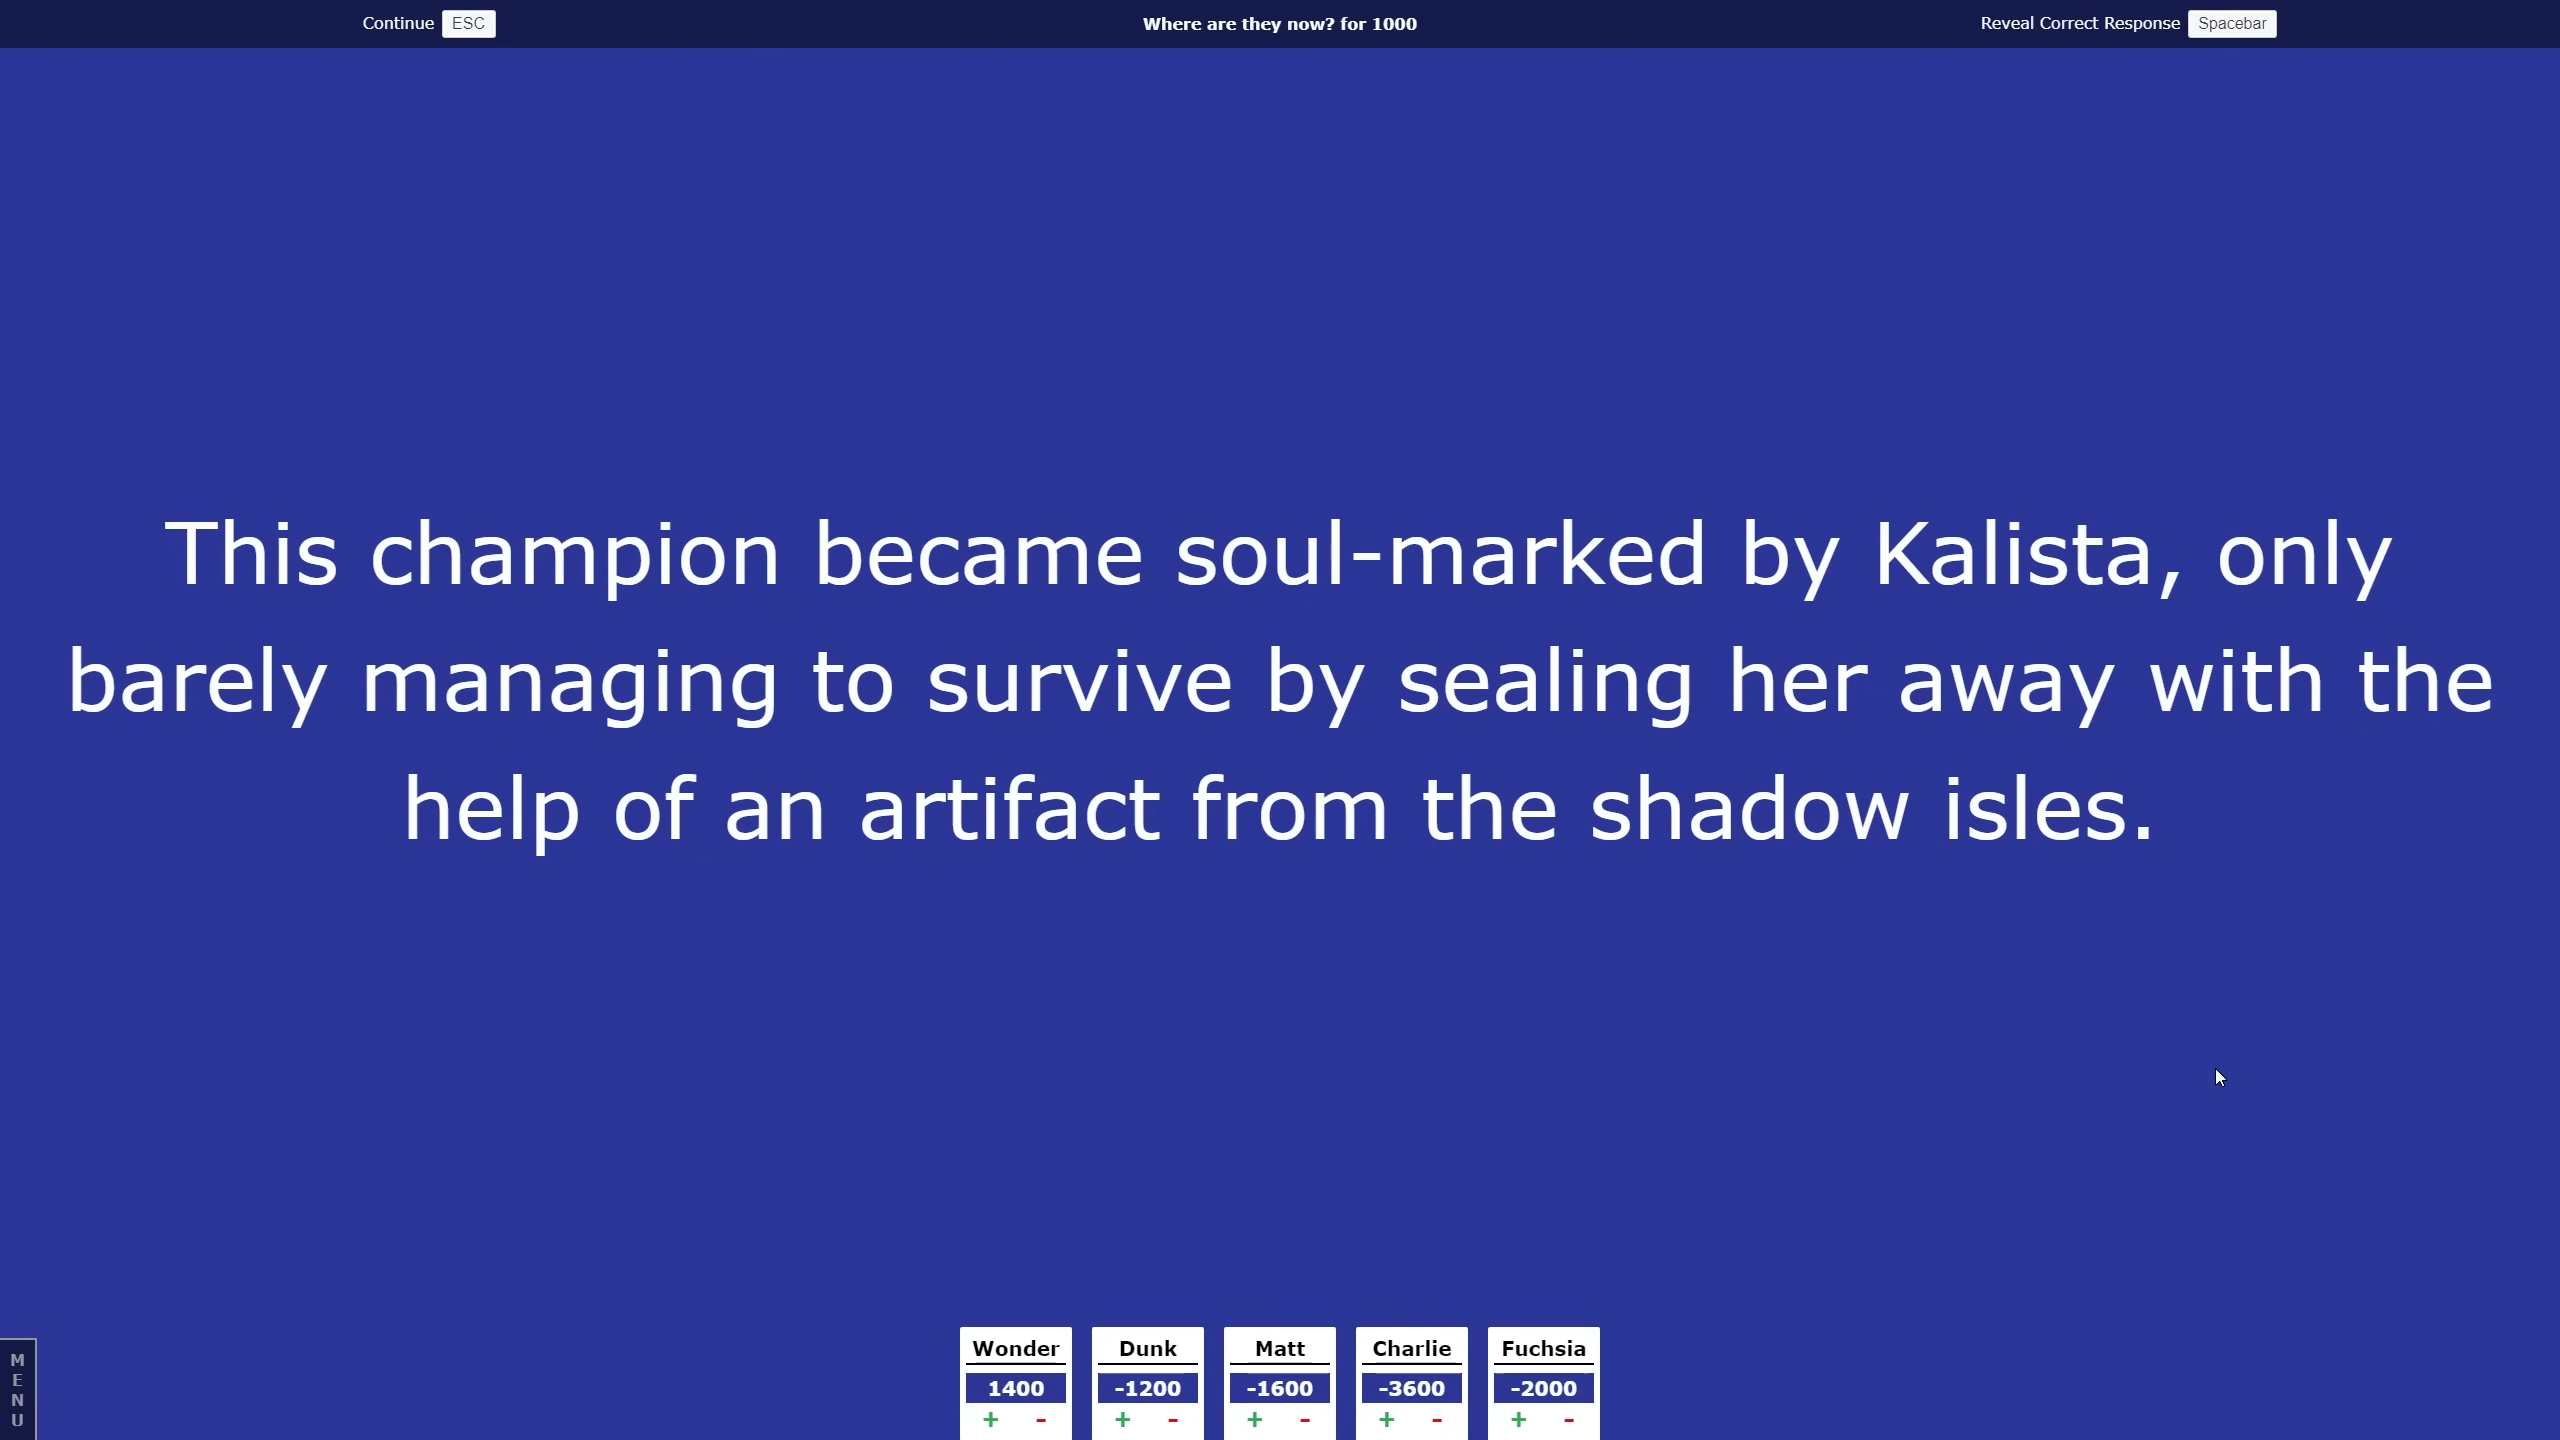 Continue ESC
Where are they now? for 1000
Reveal Correct Response Spacebar
This champion became soul-marked by Kalista, only
barely managing to survive by sealing her away with the
help of an artifact from the shadow isles.
MENU
Wonder Dunk Matt Charlie Fuchsia
1400 -1200 -1600 -3600 -2000
+ - + - + - + - + -